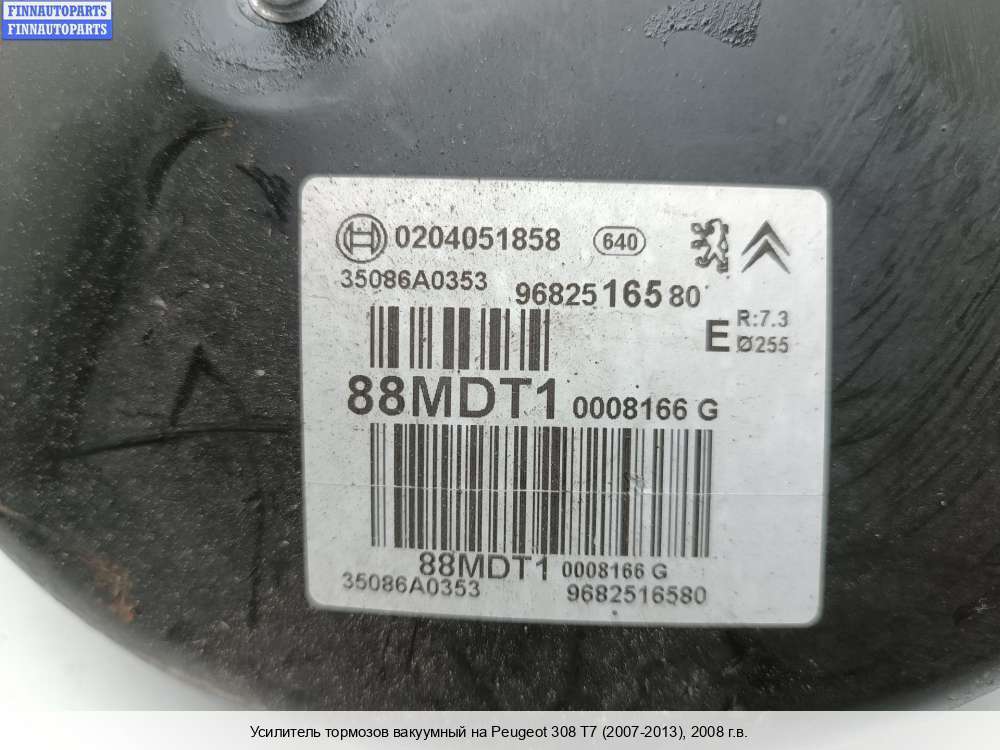 FINNAUTOPARTS
FINNAUTOPARTS
0204051858 640
35086A0353 9682516580
E R:7.3
Ø255
88MDT1 0008166 G
88MDT1 0008166 G
35086A0353 9682516580
Усилитель тормозов вакуумный на Peugeot 308 T7 (2007-2013), 2008 г.в.